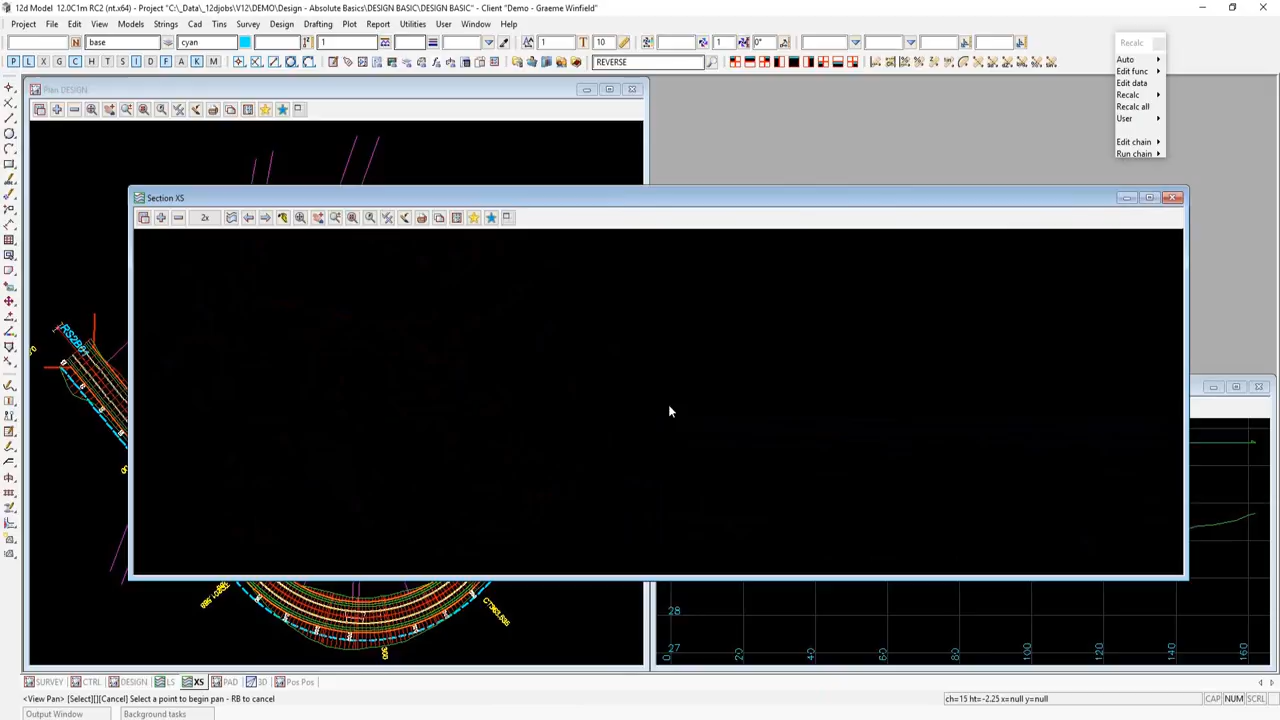 12d Model 12.0C1m RC2 (nt.x64) - Project "C:\_Data\_12djobs\V12\DEMO\Design - Absolute Basics\DESIGN BASIC\DESIGN BASIC" - Client "Demo - Graeme Winfield"
Project Edit View Models Strings Cad Tins Survey Design Drafting Plot Report Utilities User Window Help
base cyan 1 1 T 10 1 0°
P L X G C H T S I D F A K M REVERSE
Recalc
Auto
Edit func
Edit data
Recalc
Recalc all
User
Edit chain
Run chain
Plan DESIGN
Section XS
2x
RS2B01
CT063.636
300
28
27
0 20 40 60 80 100 120 140 160
SURVEY CTRL DESIGN LS XS PAD 3D Pos Pos
<View Pan> [Select][][Cancel] Select a point to begin pan - RB to cancel
ch=15 ht=-2.25 x=null y=null
CAP NUM SCRL
Output Window Background tasks